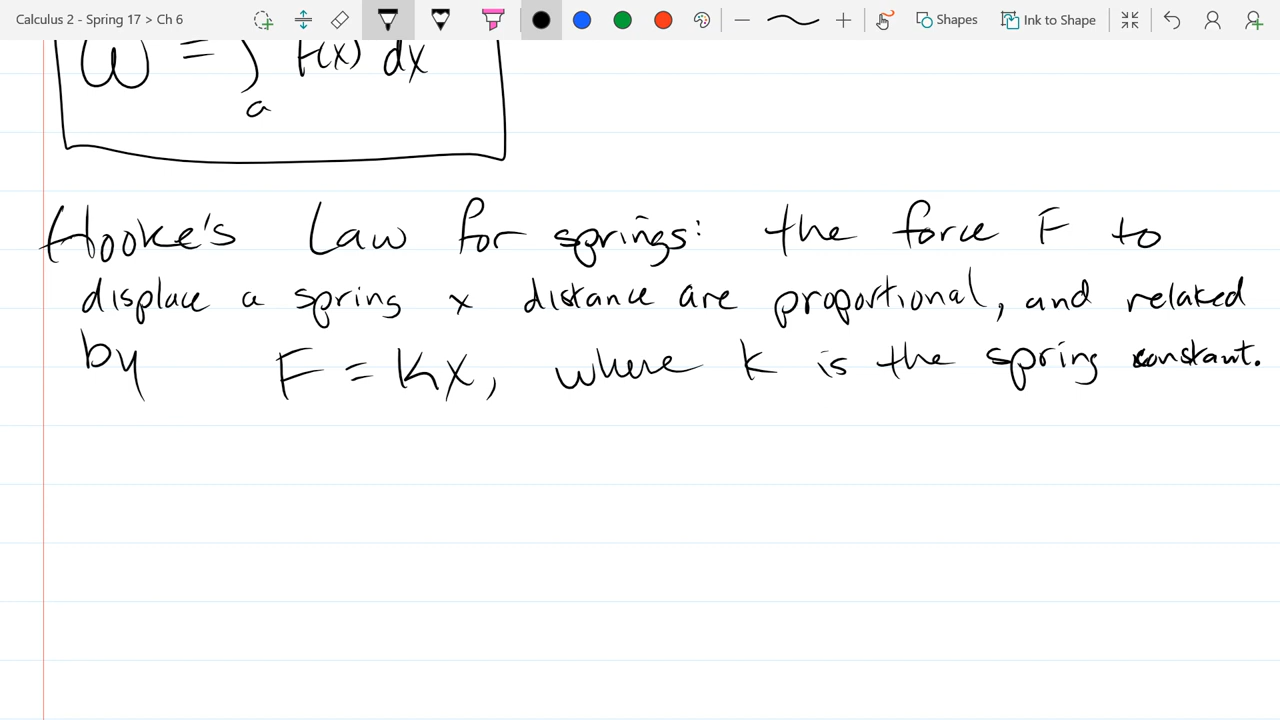 Calculus 2 - Spring 17 > Ch 6
Shapes
Ink to Shape
W = ∫ F(x) dx
a
Hooke's Law for springs: the force F to
displace a spring x distance are proportional, and related
by F = kx, where k is the spring constant.